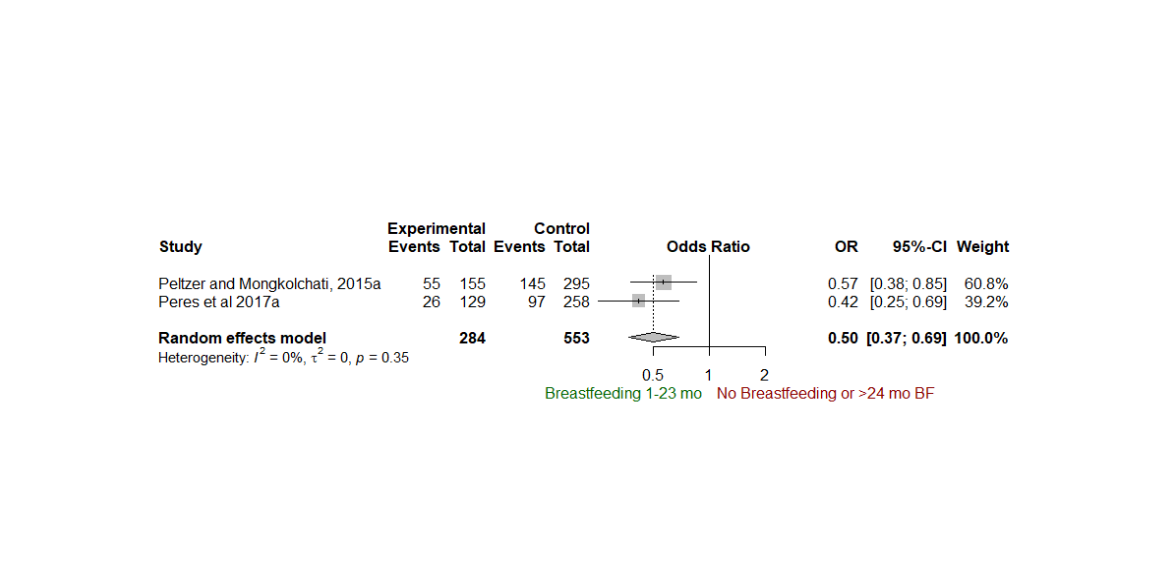 Experimental Control
Study Events Total Events Total Odds Ratio OR 95%-CI Weight
Peltzer and Mongkolchati, 2015a 55 155 145 295 0.57 [0.38; 0.85] 60.8%
Peres et al 2017a 26 129 97 258 0.42 [0.25; 0.69] 39.2%
Random effects model 284 553 0.50 [0.37; 0.69] 100.0%
Heterogeneity: I² = 0%, τ² = 0, p = 0.35
0.5 1 2
Breastfeeding 1-23 mo No Breastfeeding or >24 mo BF